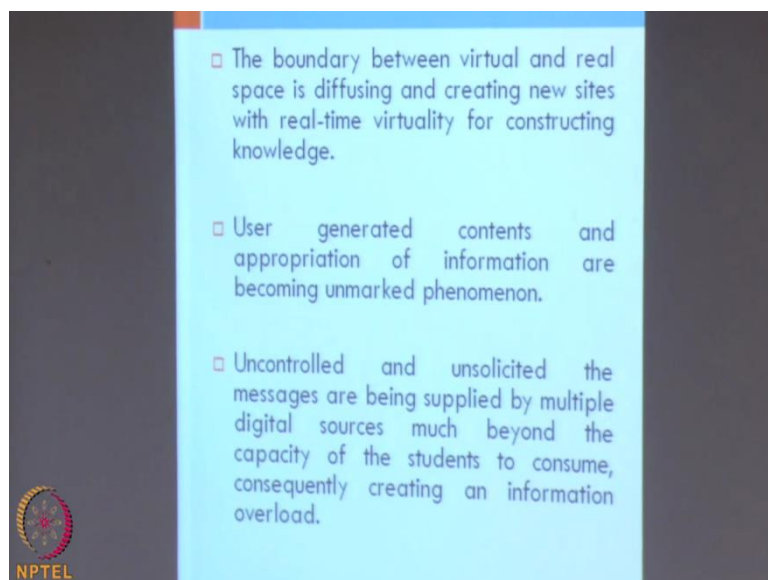 The boundary between virtual and real
space is diffusing and creating new sites
with real-time virtuality for constructing
knowledge.
User generated contents and
appropriation of information are
becoming unmarked phenomenon.
Uncontrolled and unsolicited the
messages are being supplied by multiple
digital sources much beyond the
capacity of the students to consume,
consequently creating an information
overload.
NPTEL